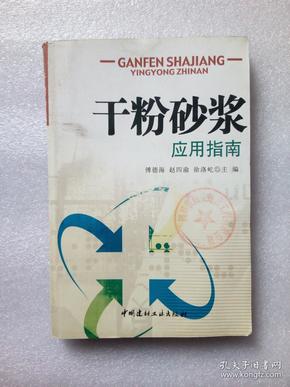 GANFEN SHAJIANG
YINGYONG ZHINAN
干粉砂浆
应用指南
傅德海 赵四渝 徐洛屹◎主 编
中国建材工业出版社
孔夫子旧书网